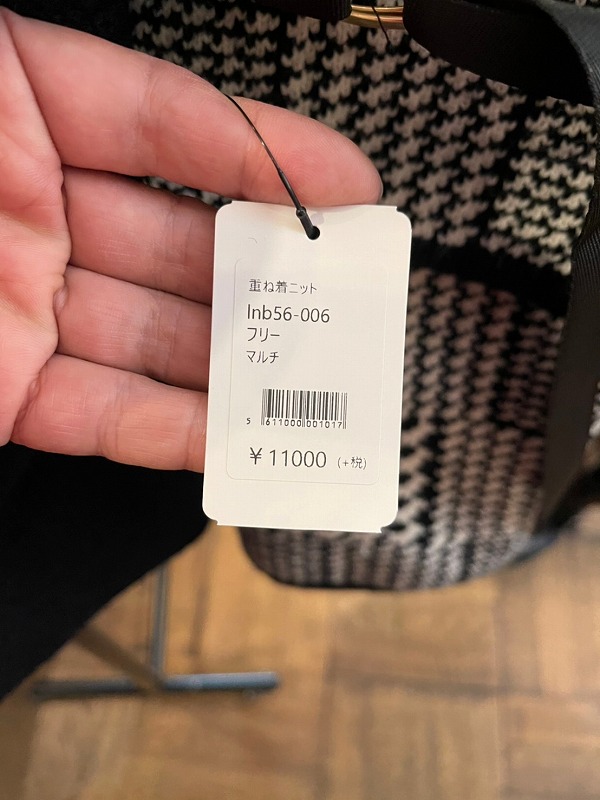 重ね着ニット
lnb56-006
フリー
マルチ
5 611000 001017
￥11000 (+税)